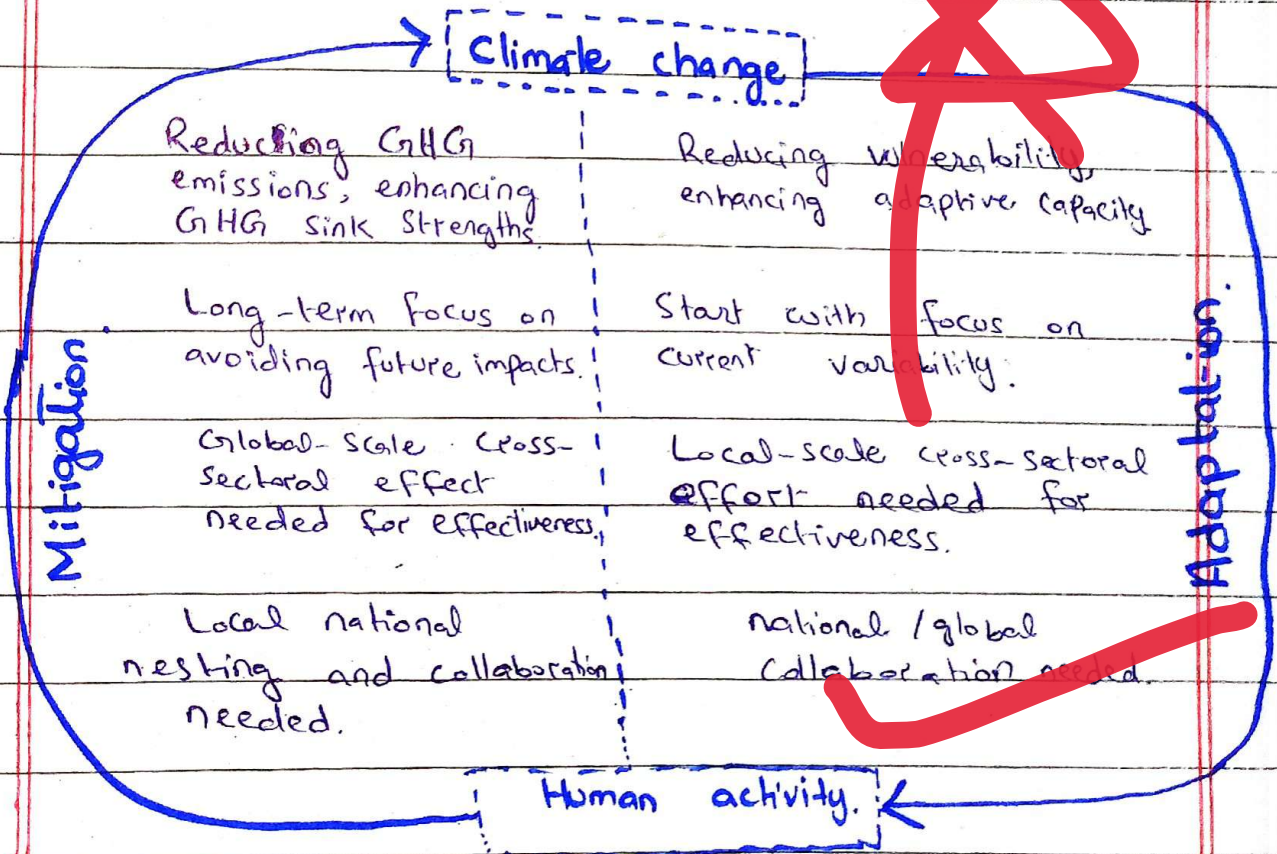 Climate change
Reducing GHG
emissions, enhancing
GHG sink strengths.
Reducing vulnerability,
enhancing adaptive capacity
Long-term focus on
avoiding future impacts.
Start with focus on
current variability.
Mitigation
Adaptat-ion.
Global-scale cross-
sectoral effect
needed for effectiveness.
Local-scale cross-sectoral
effort needed for
effectiveness.
Local national
nesting and collaboration
needed.
national / global
collaboration needed.
Human activity.